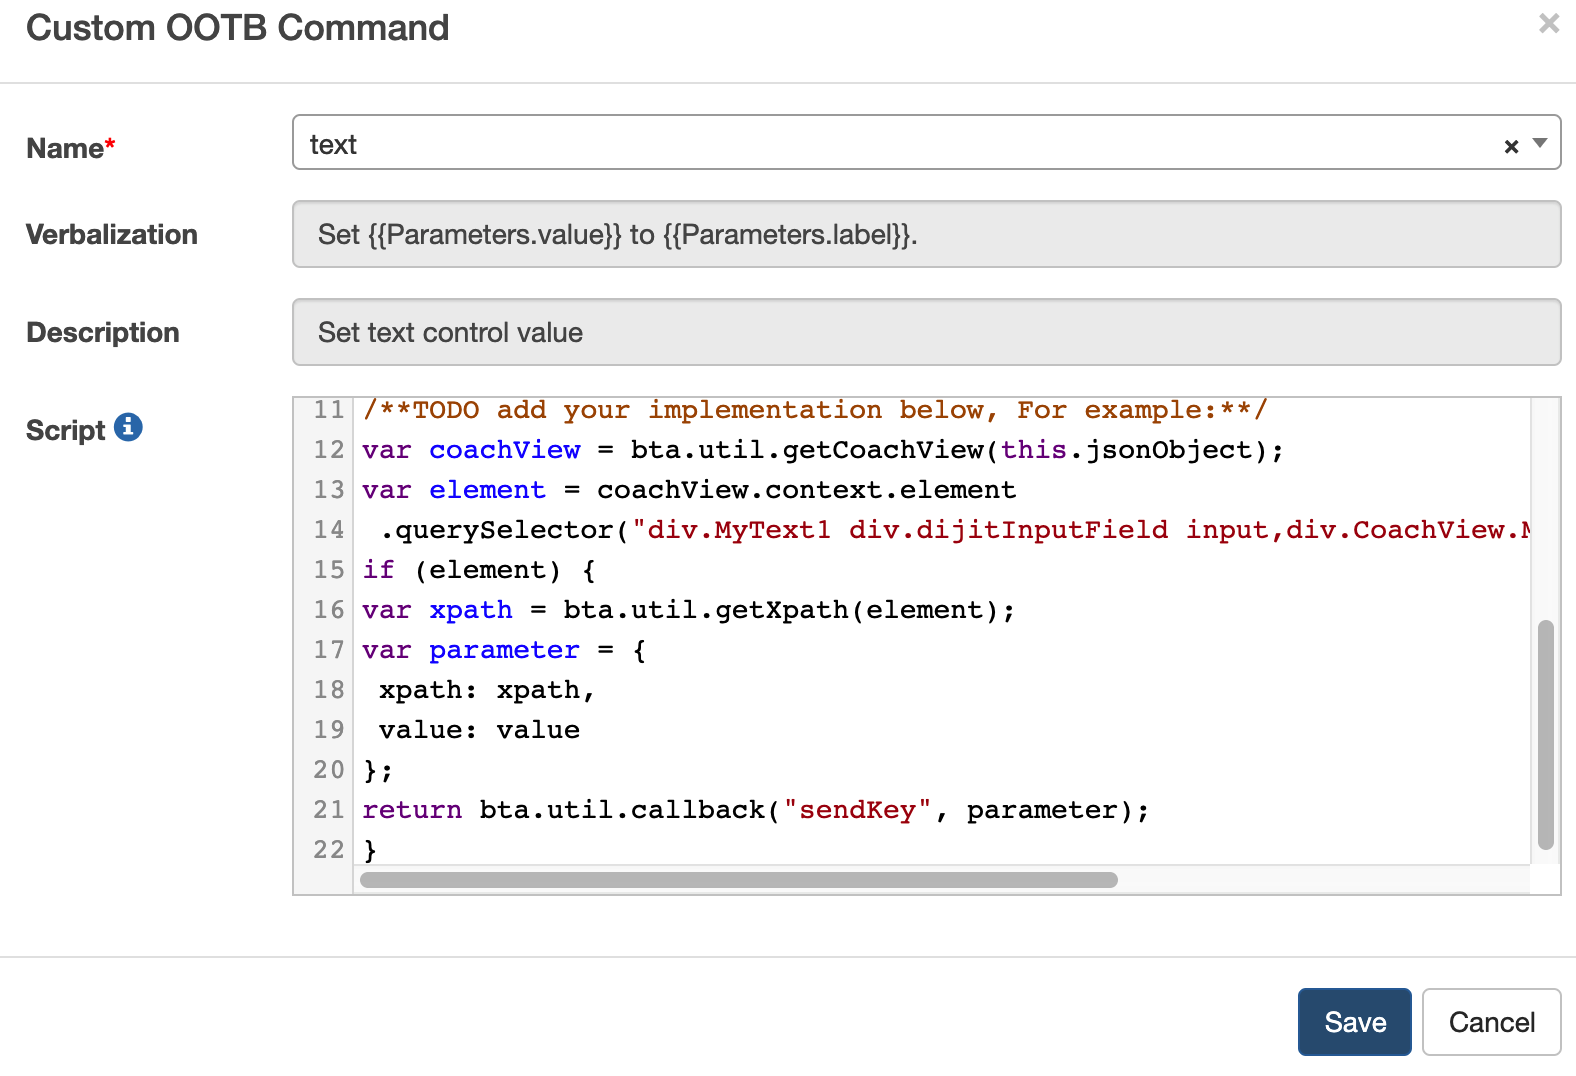 Custom OOTB Command
Name*
text
Verbalization
Set {{Parameters.value}} to {{Parameters.label}}.
Description
Set text control value
Script
11 /**TODO add your implementation below, For example:**/
12 var coachView = bta.util.getCoachView(this.jsonObject);
13 var element = coachView.context.element
14  .querySelector("div.MyText1 div.dijitInputField input,div.CoachView.
15 if (element) {
16 var xpath = bta.util.getXpath(element);
17 var parameter = {
18  xpath: xpath,
19  value: value
20 };
21 return bta.util.callback("sendKey", parameter);
22 }
Save
Cancel